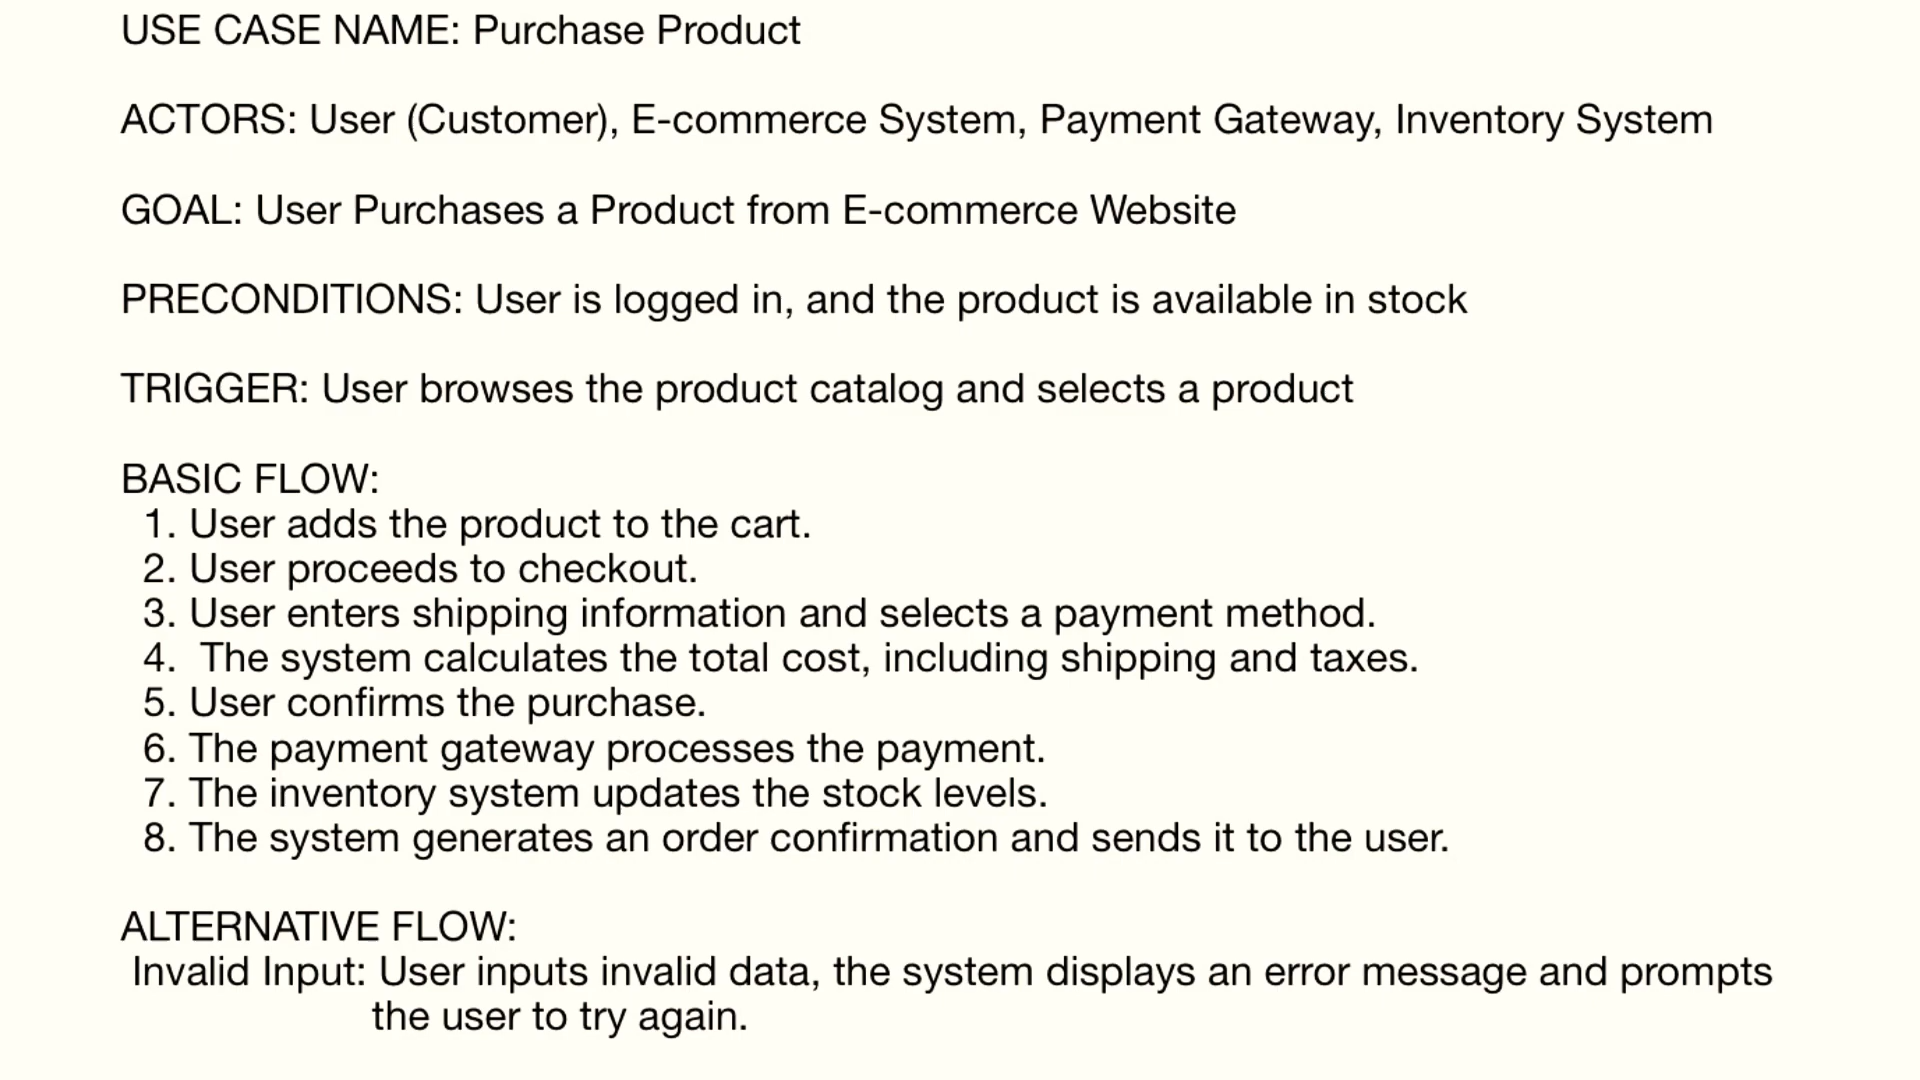 USE CASE NAME: Purchase Product
ACTORS: User (Customer), E-commerce System, Payment Gateway, Inventory System
GOAL: User Purchases a Product from E-commerce Website
PRECONDITIONS: User is logged in, and the product is available in stock
TRIGGER: User browses the product catalog and selects a product
BASIC FLOW:
1. User adds the product to the cart.
2. User proceeds to checkout.
3. User enters shipping information and selects a payment method.
4. The system calculates the total cost, including shipping and taxes.
5. User confirms the purchase.
6. The payment gateway processes the payment.
7. The inventory system updates the stock levels.
8. The system generates an order confirmation and sends it to the user.
ALTERNATIVE FLOW:
Invalid Input: User inputs invalid data, the system displays an error message and prompts
the user to try again.